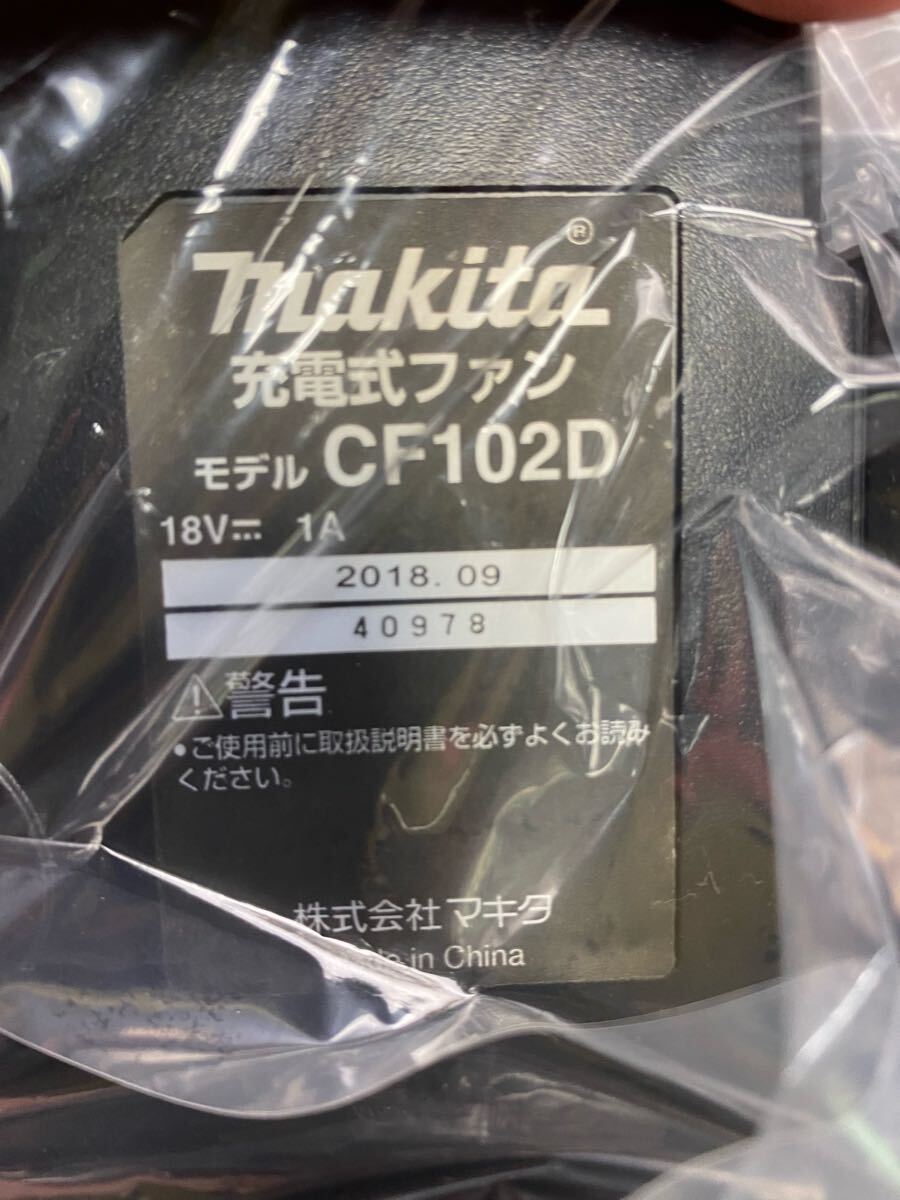 makita®
充電式ファン
モデル CF102D
18V⎓ 1A
2018.09
40978
⚠警告
•ご使用前に取扱説明書を必ずよくお読み
ください。
株式会社マキタ
in China